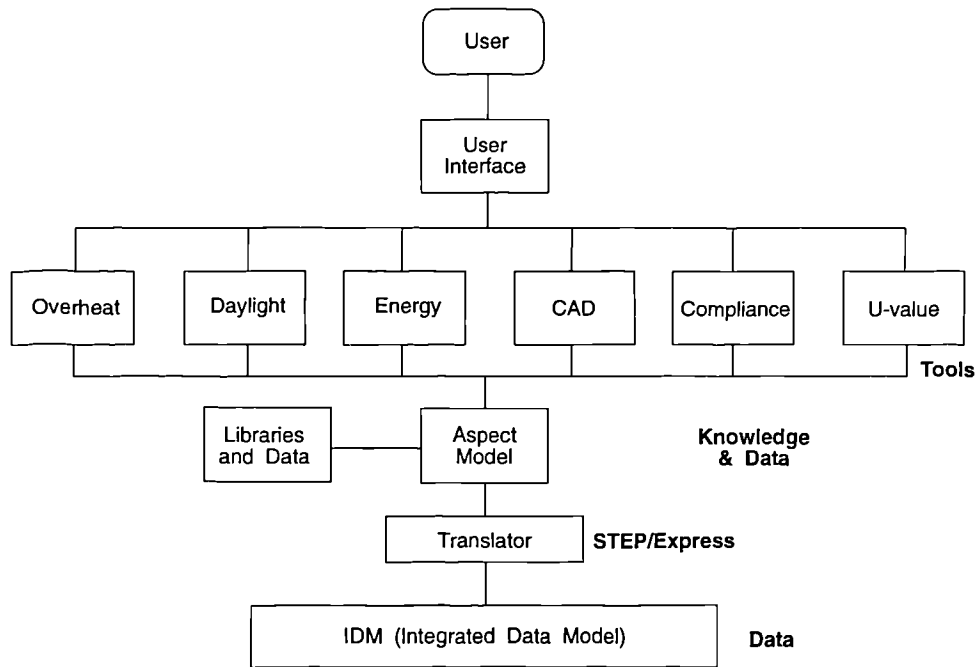 User
User
Interface
Overheat
Daylight
Energy
CAD
Compliance
U-value
Tools
Libraries
and Data
Aspect
Model
Knowledge
& Data
Translator
STEP/Express
IDM (Integrated Data Model)
Data